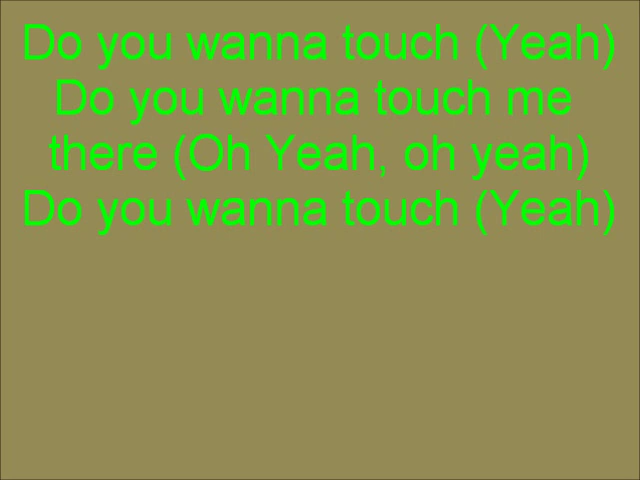 Do you wanna touch (Yeah)
Do you wanna touch me
there (Oh Yeah, oh yeah)
Do you wanna touch (Yeah)